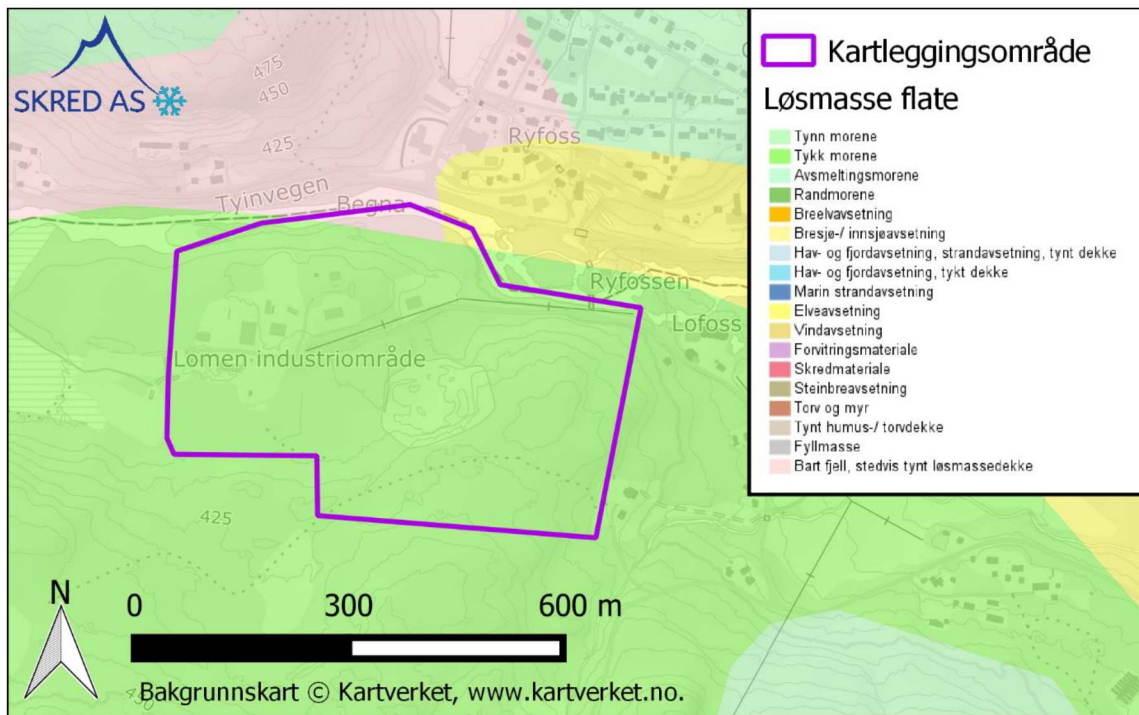 SKRED AS
475
450
425
Ryfoss
Tyinvegen
Begna
Ryfossen
Lofoss
Lomen industriområde
425
N
0 300 600 m
Bakgrunnskart © Kartverket, www.kartverket.no.
Kartleggingsområde
Løsmasse flate
Tynn morene
Tykk morene
Avsmeltingsmorene
Randmorene
Breelvavsetning
Bresjø-/ innsjøavsetning
Hav- og fjordavsetning, strandavsetning, tynt dekke
Hav- og fjordavsetning, tykt dekke
Marin strandavsetning
Elveavsetning
Vindavsetning
Forvitringsmateriale
Skredmateriale
Steinbreavsetning
Torv og myr
Tynt humus-/ torvdekke
Fyllmasse
Bart fjell, stedvis tynt løsmassedekke